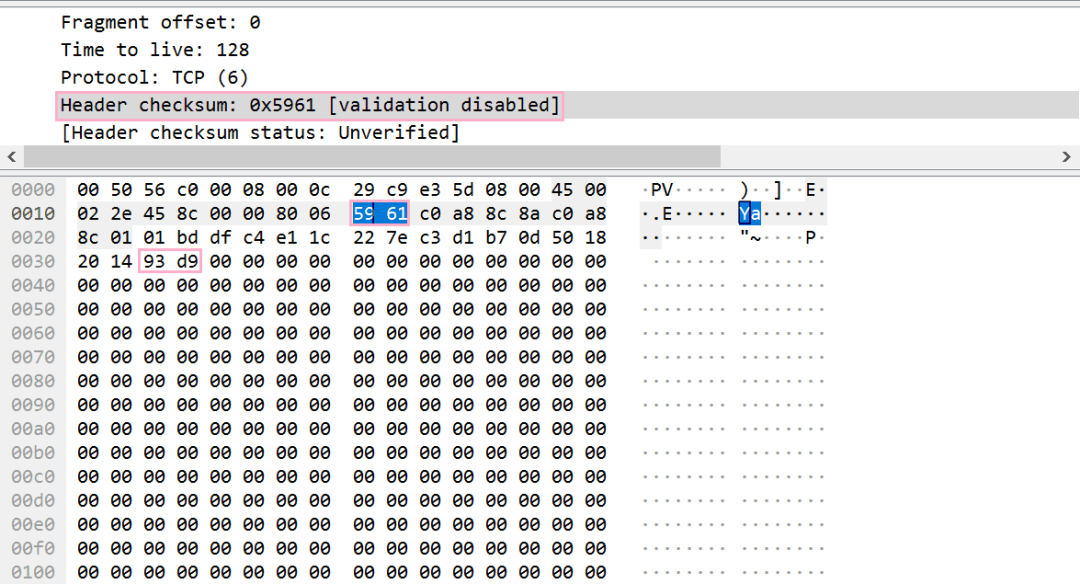 Fragment offset: 0
Time to live: 128
Protocol: TCP (6)
Header checksum: 0x5961 [validation disabled]
[Header checksum status: Unverified]
0000 00 50 56 c0 00 08 00 0c 29 c9 e3 5d 08 00 45 00 ·PV····· )··]··E·
0010 02 2e 45 8c 00 00 80 06 59 61 c0 a8 8c 8a c0 a8 ·.E····· Ya······
0020 8c 01 01 bd df c4 e1 1c 22 7e c3 d1 b7 0d 50 18 ········ "~····P·
0030 20 14 93 d9 00 00 00 00 00 00 00 00 00 00 00 00 ······· ········
0040 00 00 00 00 00 00 00 00 00 00 00 00 00 00 00 00 ········ ········
0050 00 00 00 00 00 00 00 00 00 00 00 00 00 00 00 00 ········ ········
0060 00 00 00 00 00 00 00 00 00 00 00 00 00 00 00 00 ········ ········
0070 00 00 00 00 00 00 00 00 00 00 00 00 00 00 00 00 ········ ········
0080 00 00 00 00 00 00 00 00 00 00 00 00 00 00 00 00 ········ ········
0090 00 00 00 00 00 00 00 00 00 00 00 00 00 00 00 00 ········ ········
00a0 00 00 00 00 00 00 00 00 00 00 00 00 00 00 00 00 ········ ········
00b0 00 00 00 00 00 00 00 00 00 00 00 00 00 00 00 00 ········ ········
00c0 00 00 00 00 00 00 00 00 00 00 00 00 00 00 00 00 ········ ········
00d0 00 00 00 00 00 00 00 00 00 00 00 00 00 00 00 00 ········ ········
00e0 00 00 00 00 00 00 00 00 00 00 00 00 00 00 00 00 ········ ········
00f0 00 00 00 00 00 00 00 00 00 00 00 00 00 00 00 00 ········ ········
0100 00 00 00 00 00 00 00 00 00 00 00 00 00 00 00 00 ········ ········